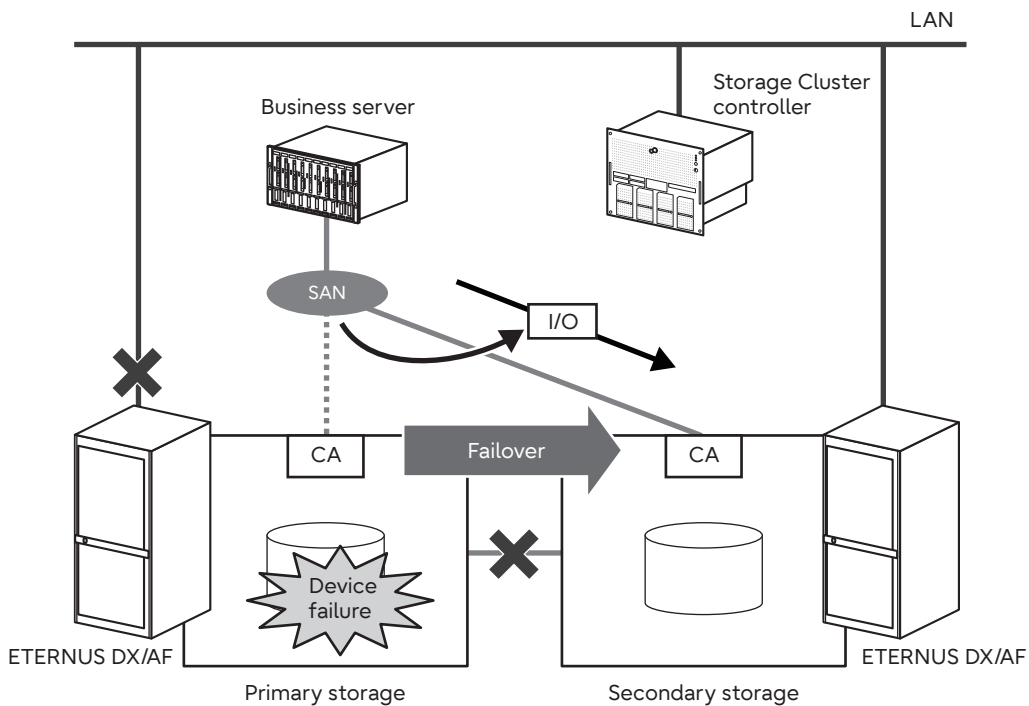 LAN
Storage Cluster
controller
Business server
SAN
I/O
CA
Failover
CA
Device
failure
ETERNUS DX/AF
ETERNUS DX/AF
Primary storage
Secondary storage